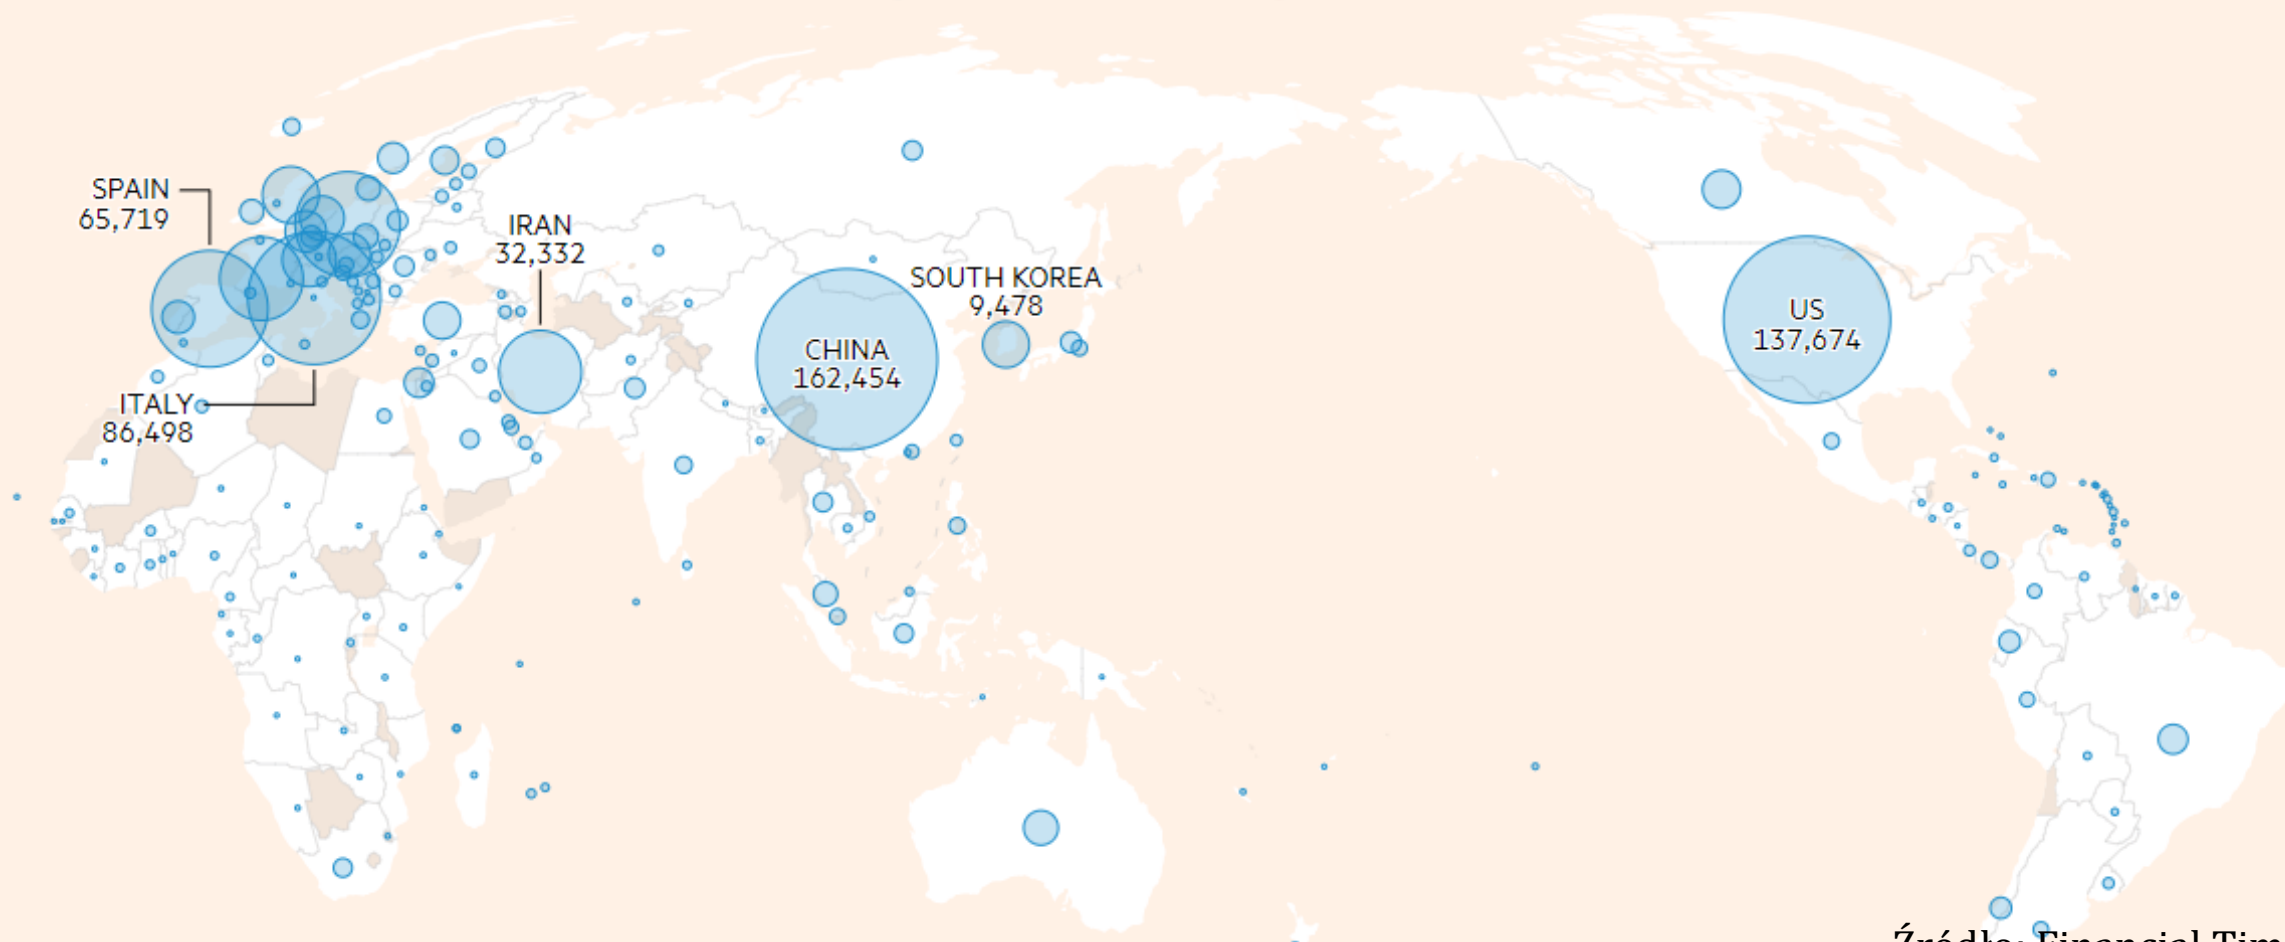 SPAIN
65,719
IRAN
32,332
SOUTH KOREA
9,478
CHINA
162,454
US
137,674
ITALY
86,498
Źródło: Financial Tim